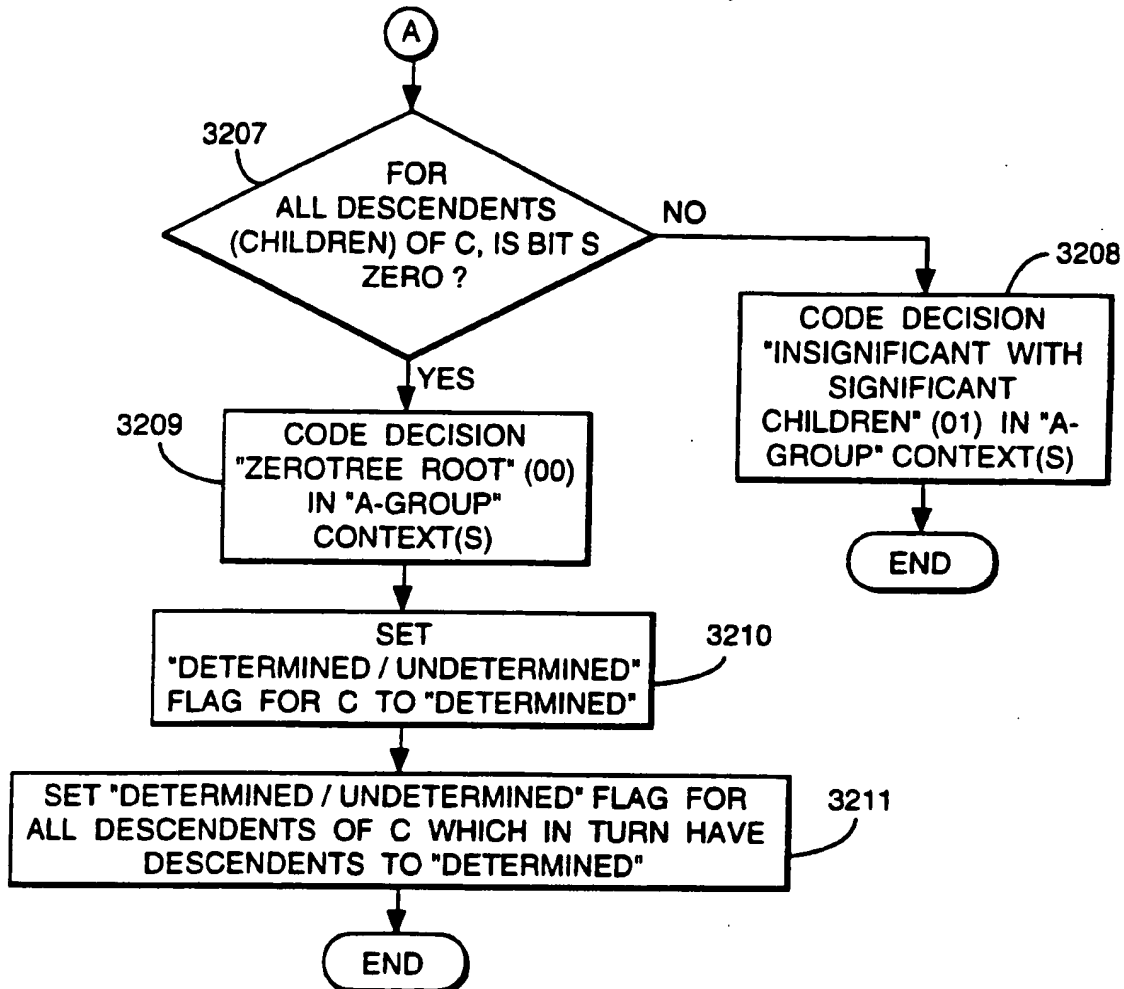 A
3207
FOR
ALL DESCENDENTS
(CHILDREN) OF C, IS BIT S
ZERO ?
NO
3208
CODE DECISION
"INSIGNIFICANT WITH
SIGNIFICANT
CHILDREN" (01) IN "A-
GROUP" CONTEXT(S)
END
YES
3209
CODE DECISION
"ZEROTREE ROOT" (00)
IN "A-GROUP"
CONTEXT(S)
SET
"DETERMINED / UNDETERMINED"
FLAG FOR C TO "DETERMINED"
3210
SET "DETERMINED / UNDETERMINED" FLAG FOR
ALL DESCENDENTS OF C WHICH IN TURN HAVE
DESCENDENTS TO "DETERMINED"
3211
END